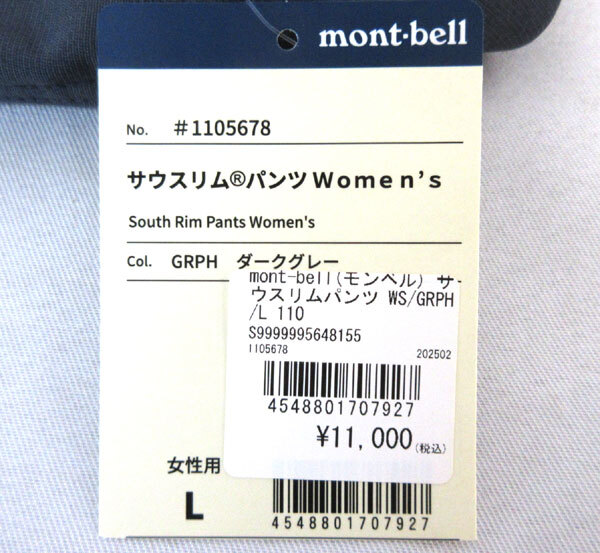 mont·bell
No. #1105678
サウスリム®パンツ Women's
South Rim Pants Women's
Col. GRPH ダークグレー
mont-bell(モンベル) サ
ウスリムパンツ WS/GRPH
/L 110
S9999995648155
1105678 202502
4548801707927
¥11,000(税込)
女性用
L
4548801707927